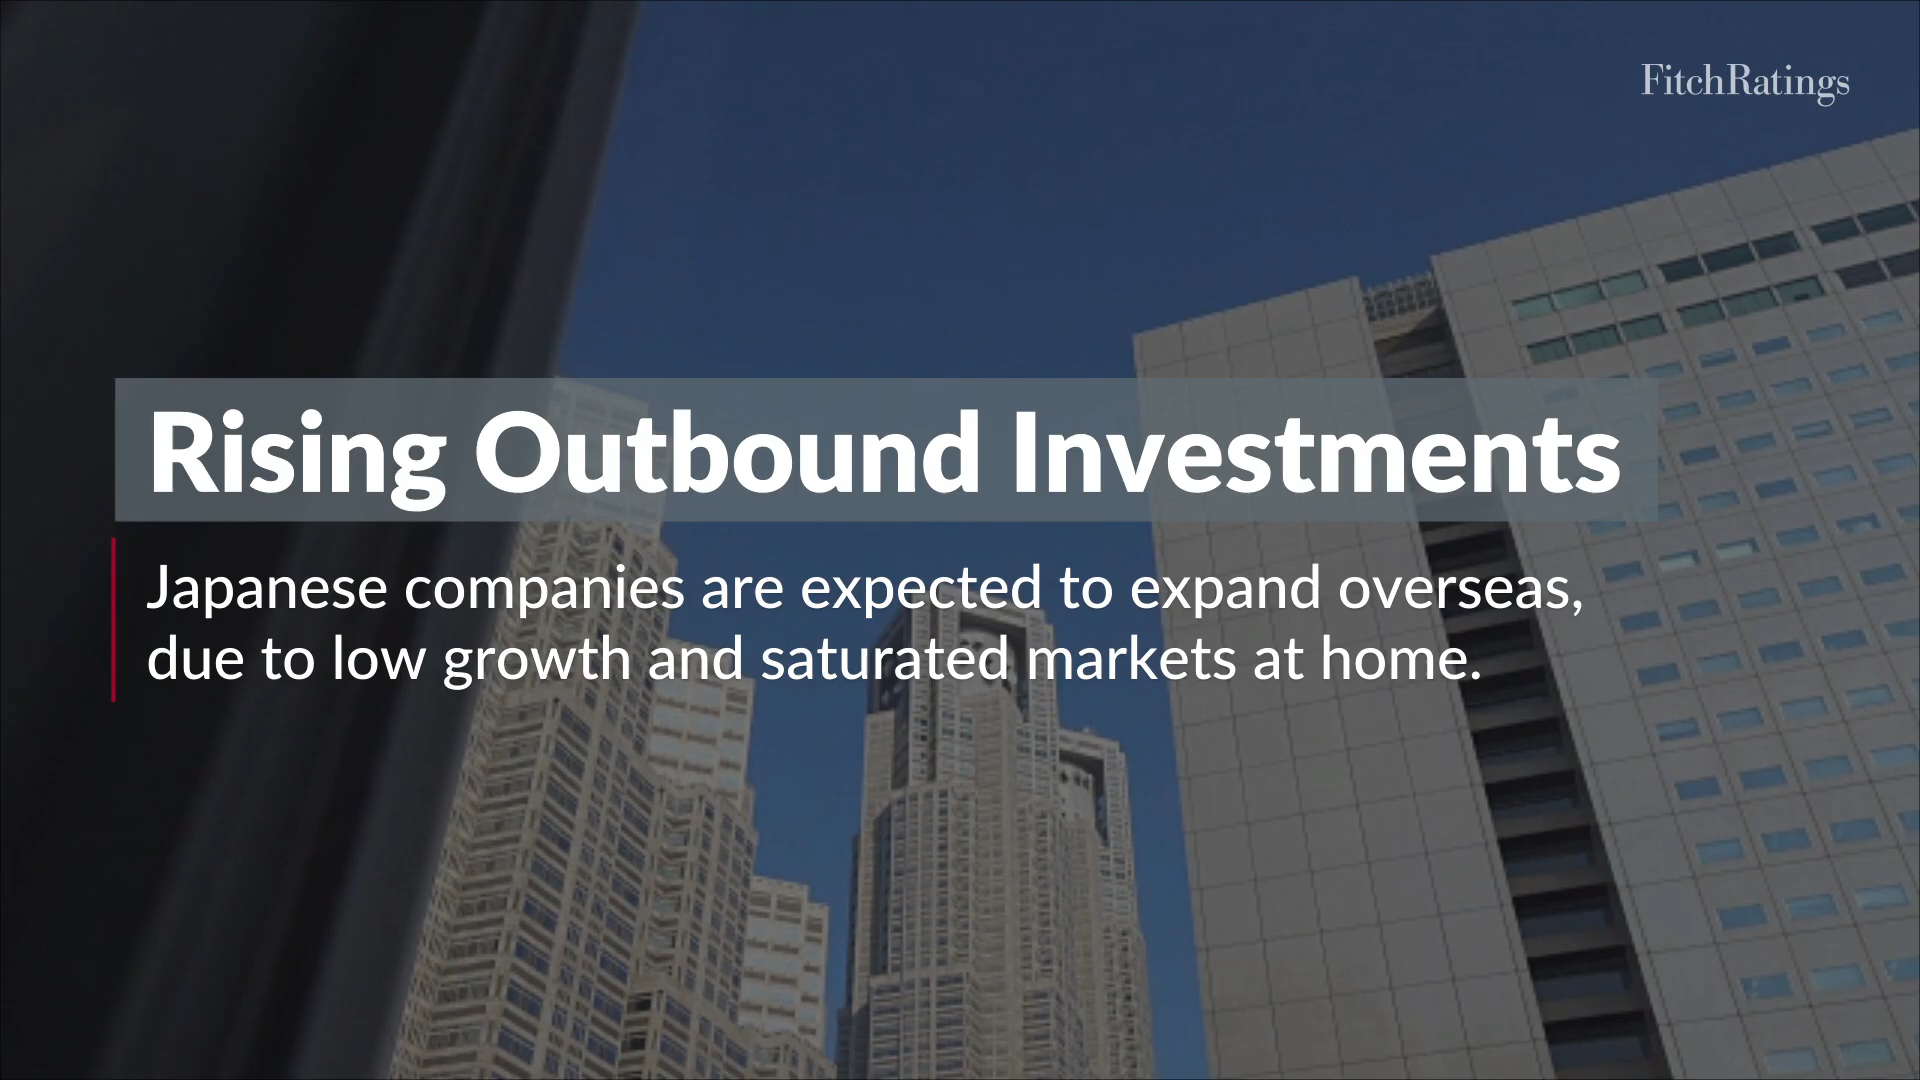 FitchRatings
Rising Outbound Investments
Japanese companies are expected to expand overseas,
due to low growth and saturated markets at home.